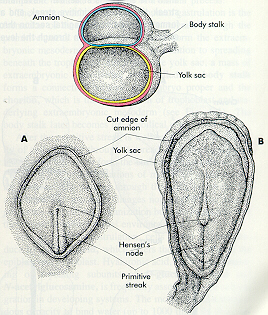 Amnion
Body stalk
Yolk sac
A
Cut edge of
amnion
Yolk sac
B
Hensen's
node
Primitive
streak